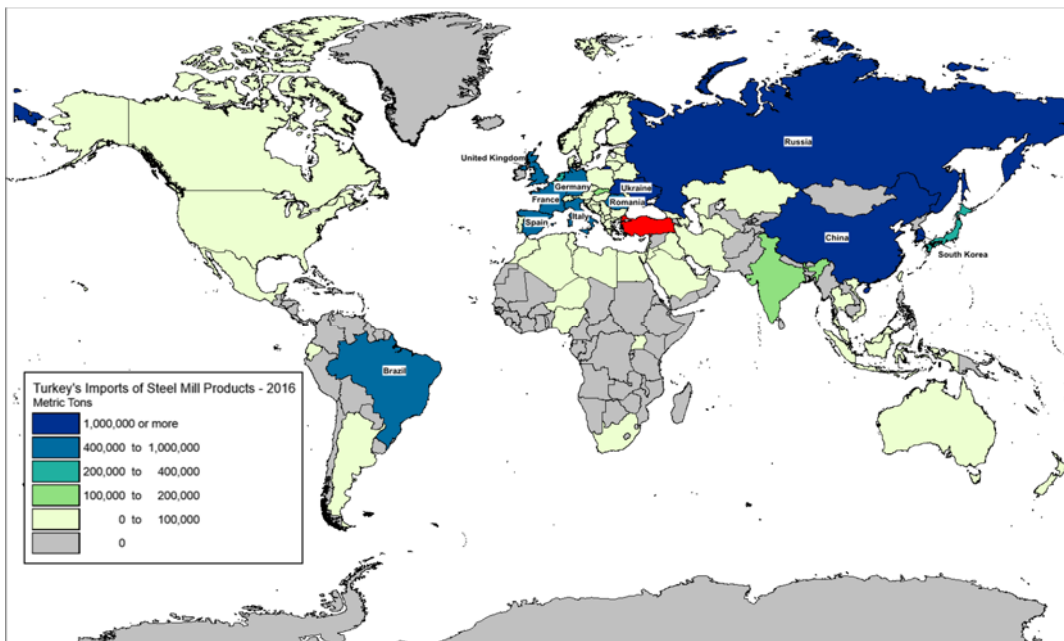 United Kingdom
Germany
France
Spain
Italy
Ukraine
Romania
Russia
China
South Korea
Brazil
Turkey's Imports of Steel Mill Products - 2016
Metric Tons
1,000,000 or more
400,000 to 1,000,000
200,000 to 400,000
100,000 to 200,000
0 to 100,000
0